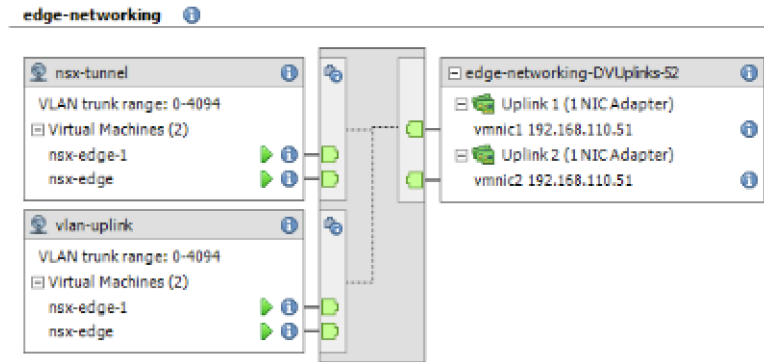 edge-networking
nsx-tunnel
VLAN trunk range: 0-4094
Virtual Machines (2)
nsx-edge-1
nsx-edge
vlan-uplink
VLAN trunk range: 0-4094
Virtual Machines (2)
nsx-edge-1
nsx-edge
edge-networking-DVUplinks-52
Uplink 1 (1 NIC Adapter)
vmnic1 192.168.110.51
Uplink 2 (1 NIC Adapter)
vmnic2 192.168.110.51